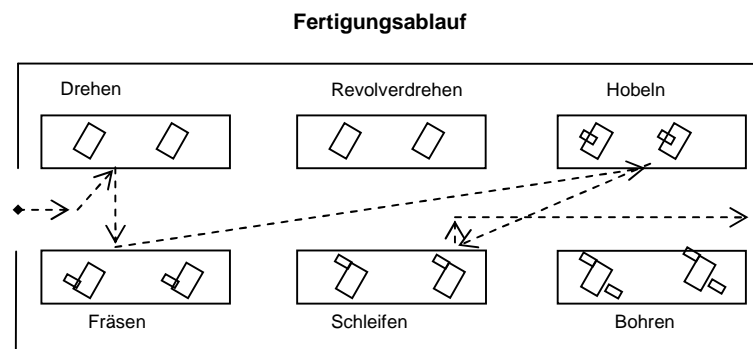 Fertigungsablauf
Drehen
Revolverdrehen
Hobeln
Fräsen
Schleifen
Bohren